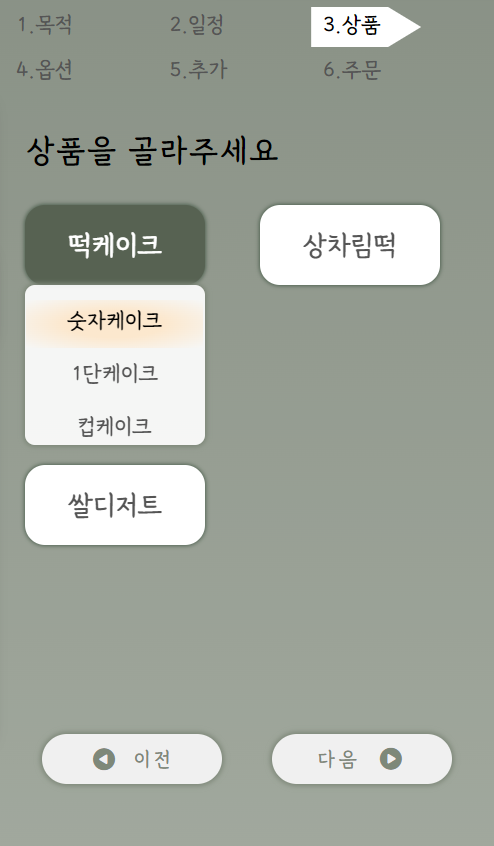 1.목적 2.일정 3.상품
4.옵션 5.추가 6.주문
상품을 골라주세요
떡케이크 상차림떡
숫자케이크
1단케이크
컵케이크
쌀디저트
이전 다음